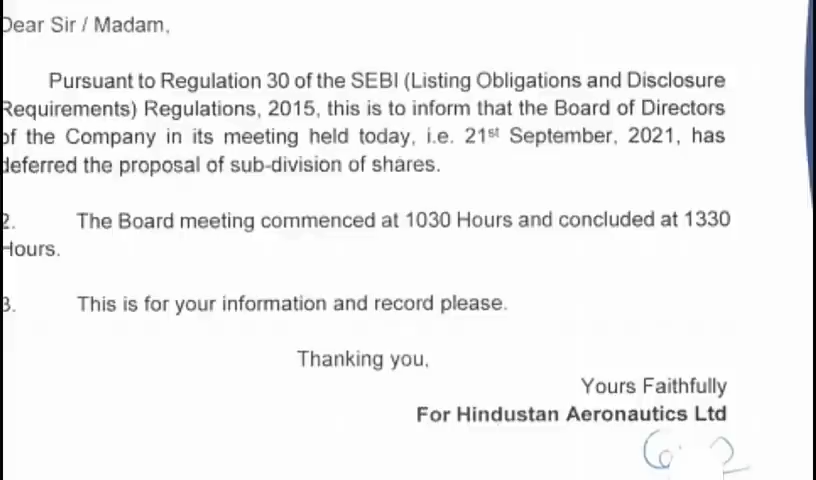 Dear Sir / Madam,
Pursuant to Regulation 30 of the SEBI (Listing Obligations and Disclosure
Requirements) Regulations, 2015, this is to inform that the Board of Directors
of the Company in its meeting held today, i.e. 21st September, 2021, has
deferred the proposal of sub-division of shares.
2. The Board meeting commenced at 1030 Hours and concluded at 1330
Hours.
3. This is for your information and record please.
Thanking you,
Yours Faithfully
For Hindustan Aeronautics Ltd